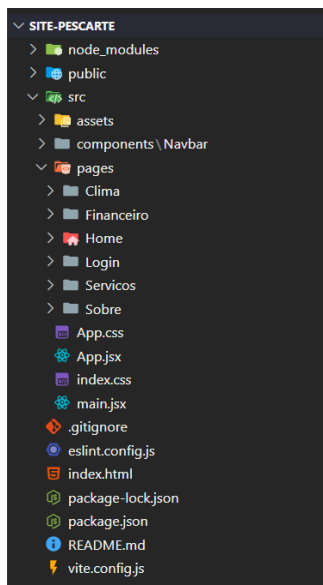 SITE-PESCARTE
node_modules
public
src
assets
components\Navbar
pages
Clima
Financeiro
Home
Login
Servicos
Sobre
App.css
App.jsx
index.css
main.jsx
.gitignore
eslint.config.js
index.html
package-lock.json
package.json
README.md
vite.config.js